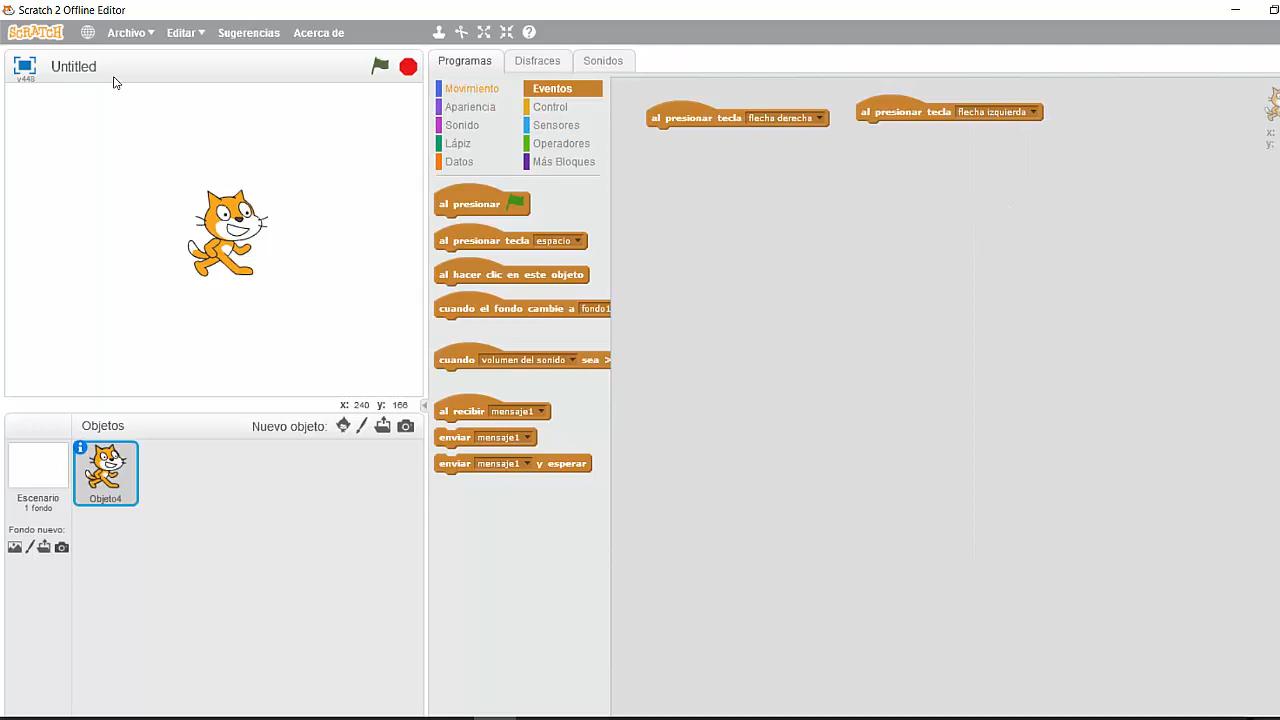 Scratch 2 Offline Editor
SCRATCH Archivo Editar Sugerencias Acerca de
v448 Untitled
Programas Disfraces Sonidos
Movimiento Eventos
Apariencia Control
Sonido Sensores
Lápiz Operadores
Datos Más Bloques
al presionar
al presionar tecla espacio
al hacer clic en este objeto
cuando el fondo cambie a fondo1
cuando volumen del sonido sea >
al recibir mensaje1
enviar mensaje1
enviar mensaje1 y esperar
al presionar tecla flecha derecha
al presionar tecla flecha izquierda
x:
y:
x: 240 y: 166
Objetos Nuevo objeto:
Escenario
1 fondo
Fondo nuevo:
Objeto4